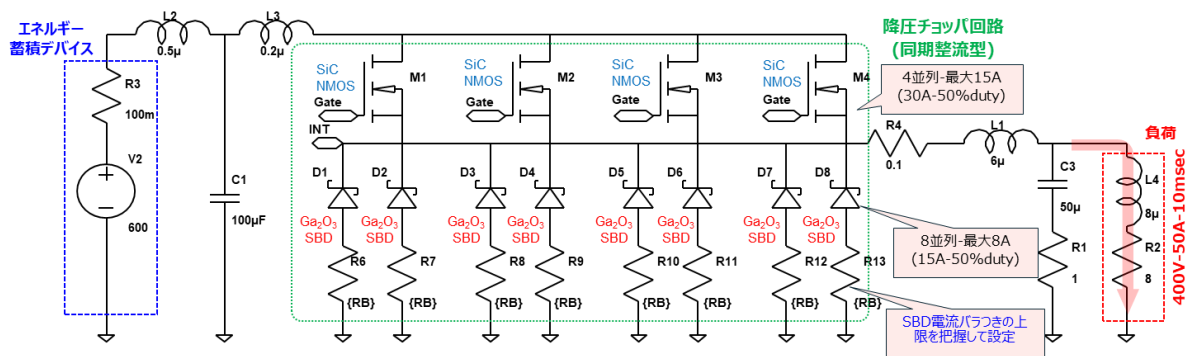 エネルギー
蓄積デバイス
L2
0.5μ
L3
0.2μ
降圧チョッパ回路
(同期整流型)
R3
100m
V2
600
C1
100μF
SiC
NMOS
M1
Gate
SiC
NMOS
M2
Gate
SiC
NMOS
M3
Gate
SiC
NMOS
M4
Gate
4並列-最大15A
(30A-50%duty)
INT
R4
0.1
L1
6μ
負荷
D1
D2
D3
D4
D5
D6
D7
D8
Ga₂O₃
SBD
Ga₂O₃
SBD
Ga₂O₃
SBD
Ga₂O₃
SBD
Ga₂O₃
SBD
Ga₂O₃
SBD
Ga₂O₃
SBD
Ga₂O₃
SBD
C3
50μ
L4
8μ
400V-50A-10msec
8並列-最大8A
(15A-50%duty)
R6
R7
R8
R9
R10
R11
R12
R13
{RB}
{RB}
{RB}
{RB}
{RB}
{RB}
{RB}
{RB}
R1
1
R2
8
SBD電流バラつきの上
限を把握して設定